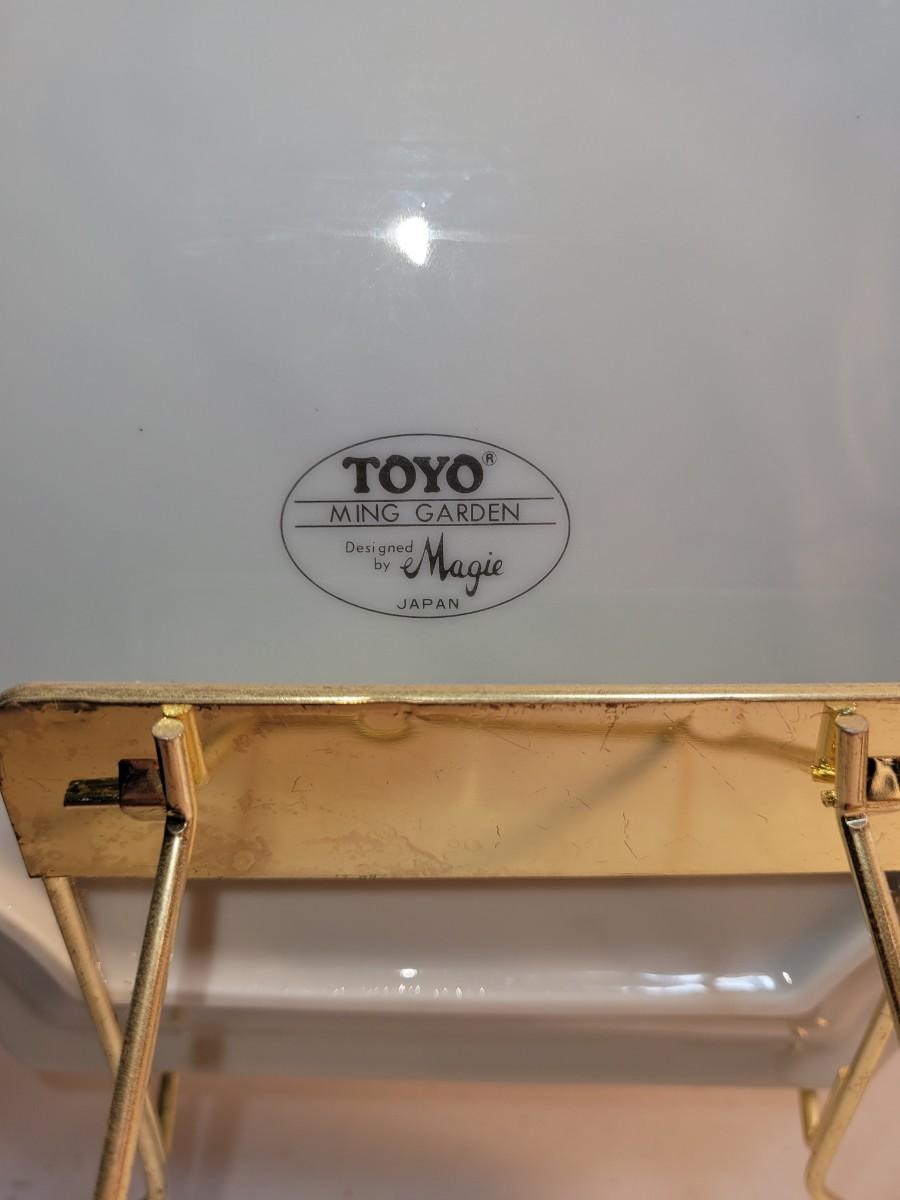 TOYO®
MING GARDEN
Designed
by Magie
JAPAN